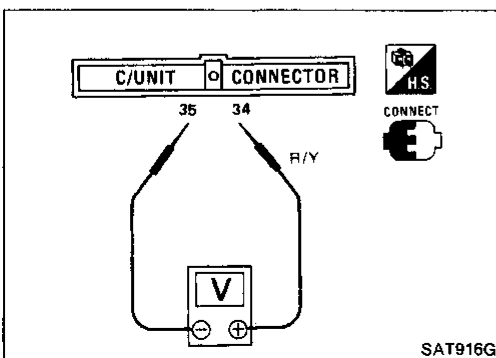 C/UNIT CONNECTOR
H.S.
CONNECT
35 34
R/Y
V
− +
SAT916G